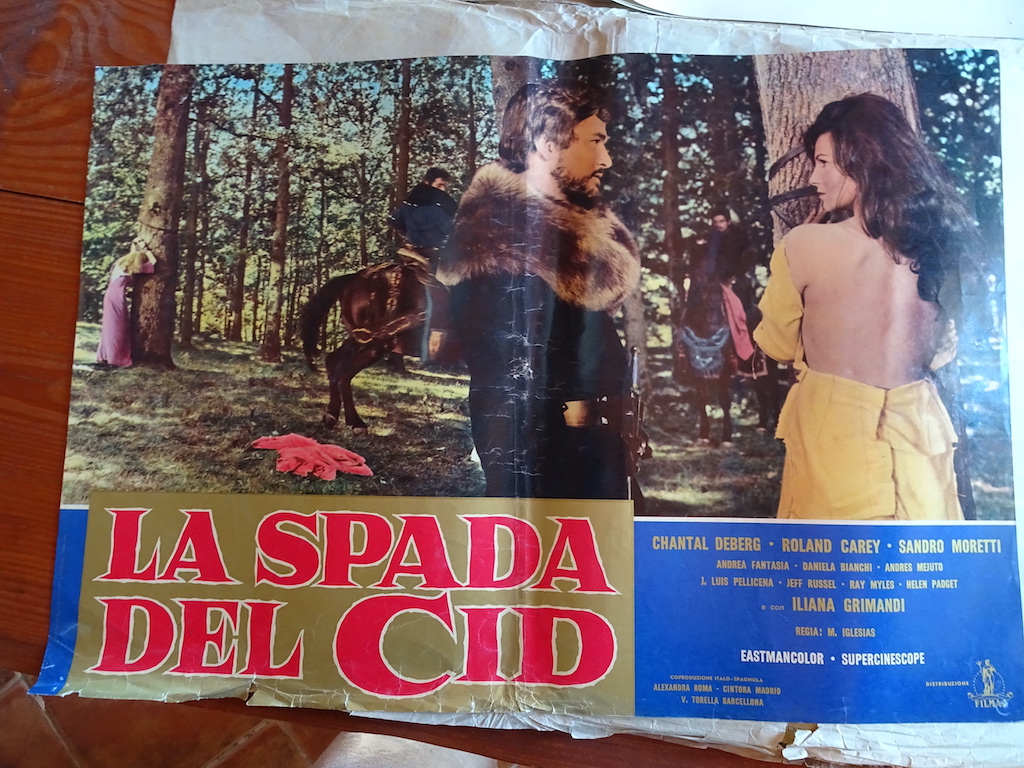 LA SPADA
DEL CID
CHANTAL DEBERG · ROLAND CAREY · SANDRO MORETTI
ANDREA FANTASIA · DANIELA BIANCHI · ANDRES MEJUTO
J. LUIS PELLICENA · JEFF RUSSEL · RAY MYLES · HELEN PADGET
e con ILIANA GRIMANDI
REGIA: M. IGLESIAS
EASTMANCOLOR · SUPERCINESCOPE
COPRODUZIONE ITALO-SPAGNOLA
ALEXANDRA ROMA · CINTORA MADRID
V. TORELLA BARCELLONA
DISTRIBUZIONE